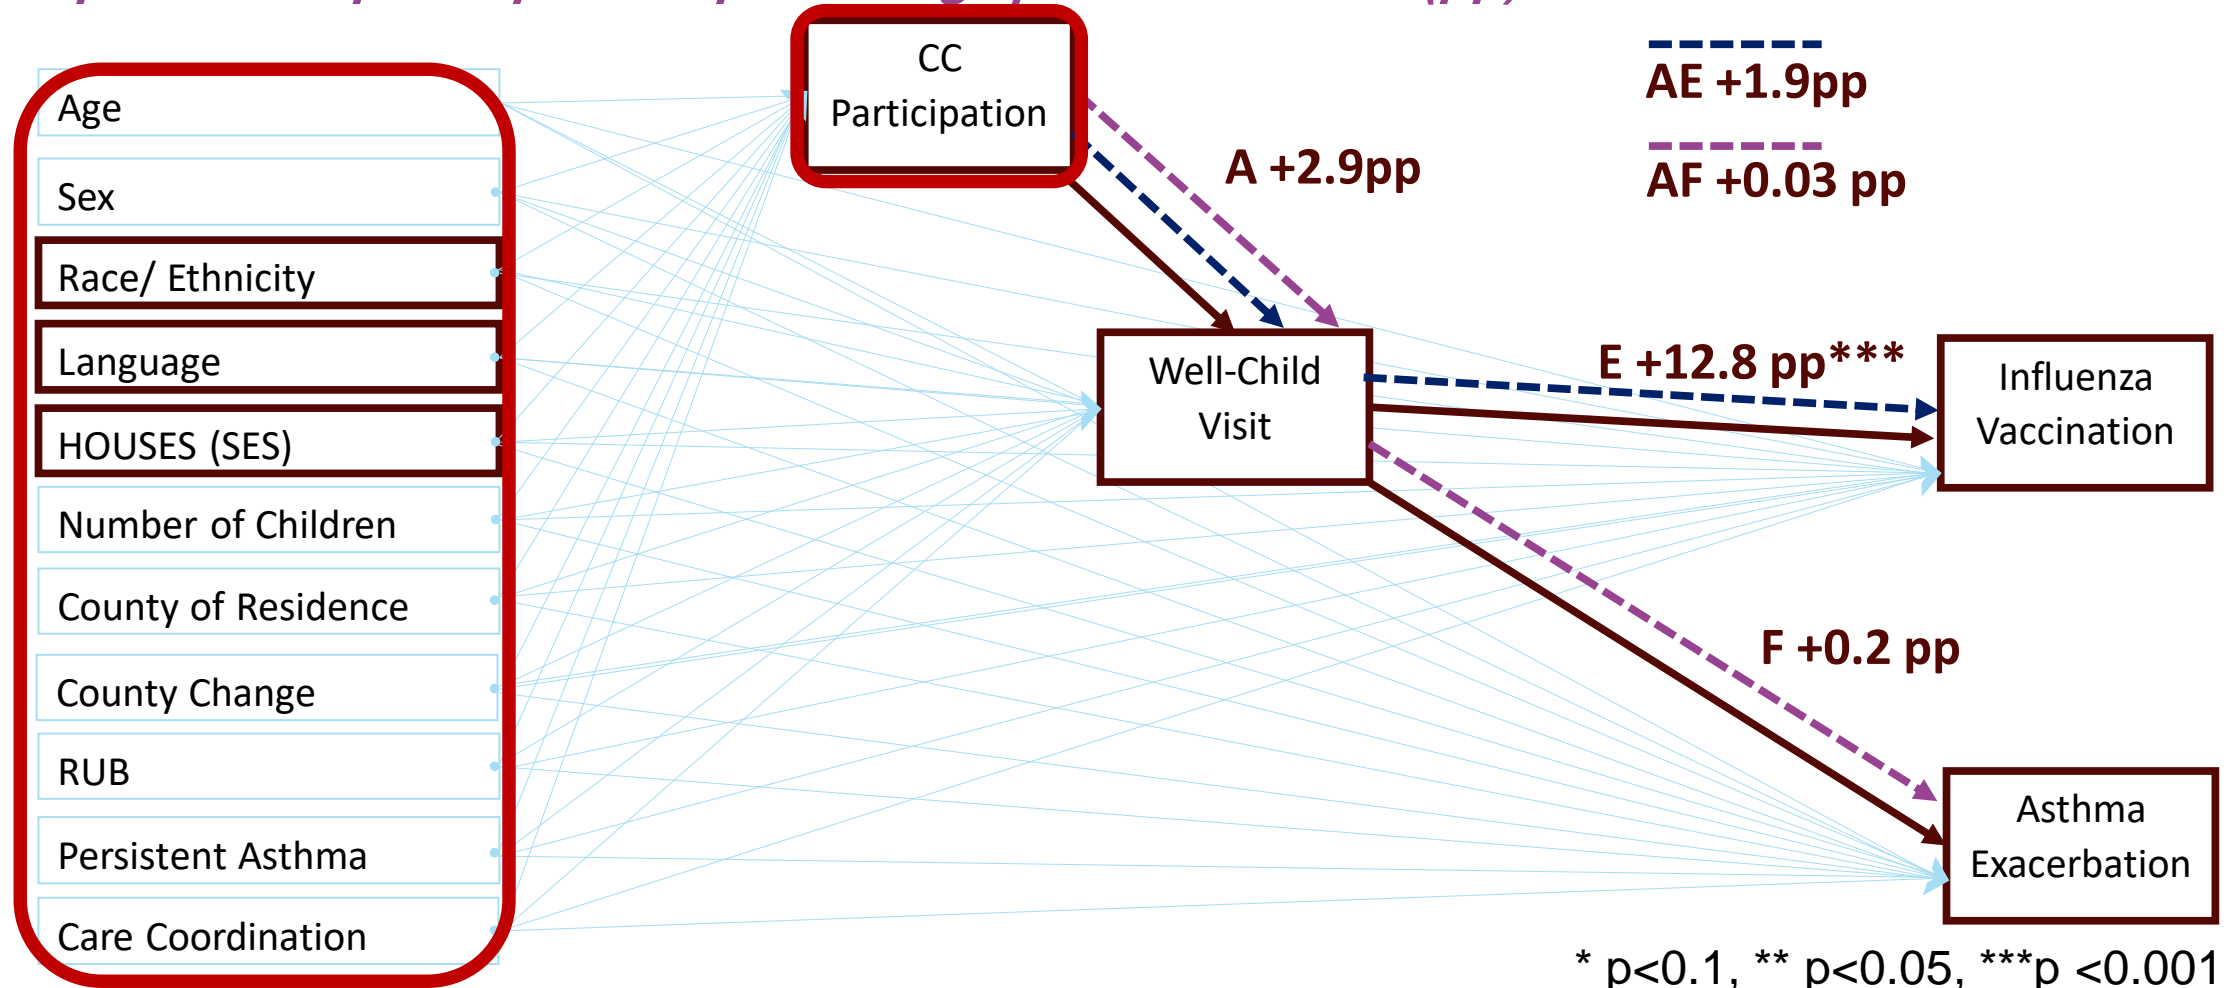 CC
Participation
AE +1.9pp
AF +0.03 pp
A +2.9pp
Age
Sex
Race/ Ethnicity
Language
HOUSES (SES)
Number of Children
County of Residence
County Change
RUB
Persistent Asthma
Care Coordination
Well-Child
Visit
E +12.8 pp***
Influenza
Vaccination
F +0.2 pp
Asthma
Exacerbation
* p<0.1, ** p<0.05, ***p <0.001